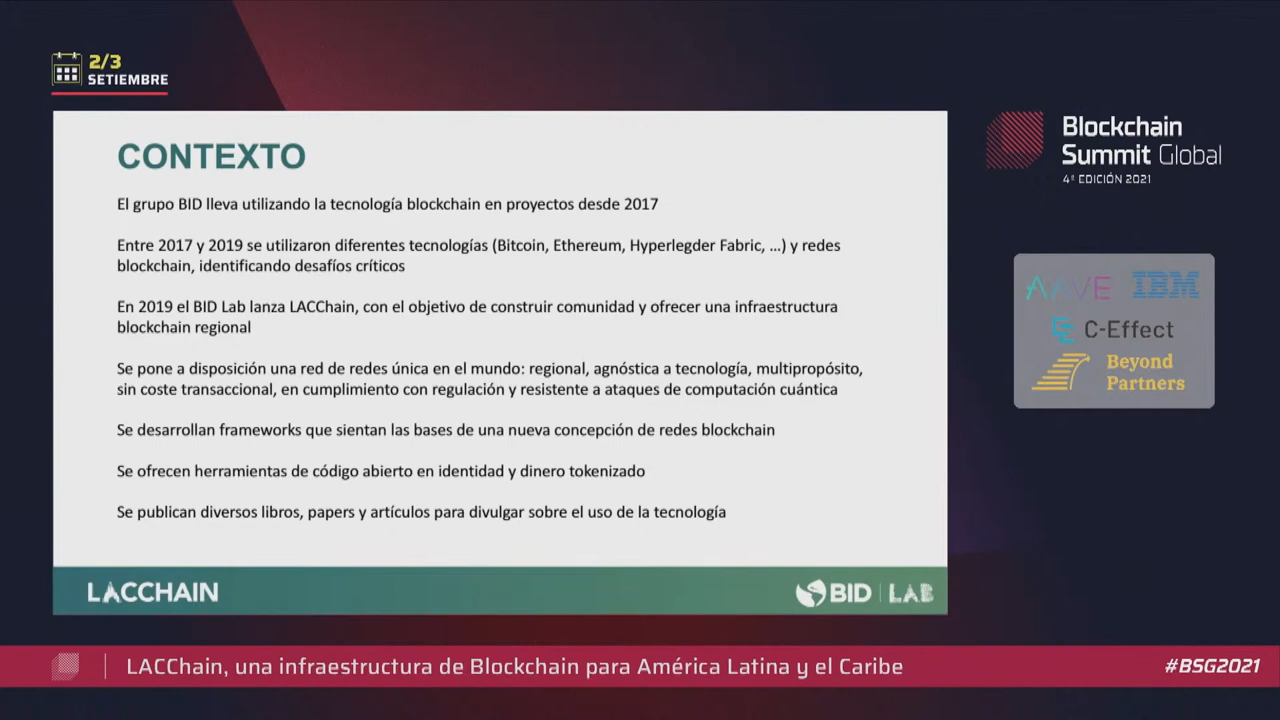 2/3
SETIEMBRE
CONTEXTO
El grupo BID lleva utilizando la tecnología blockchain en proyectos desde 2017
Entre 2017 y 2019 se utilizaron diferentes tecnologías (Bitcoin, Ethereum, Hyperlegder Fabric, ...) y redes
blockchain, identificando desafíos críticos
En 2019 el BID Lab lanza LACChain, con el objetivo de construir comunidad y ofrecer una infraestructura
blockchain regional
Se pone a disposición una red de redes única en el mundo: regional, agnóstica a tecnología, multipropósito,
sin coste transaccional, en cumplimiento con regulación y resistente a ataques de computación cuántica
Se desarrollan frameworks que sientan las bases de una nueva concepción de redes blockchain
Se ofrecen herramientas de código abierto en identidad y dinero tokenizado
Se publican diversos libros, papers y artículos para divulgar sobre el uso de la tecnología
LACCHAIN
BID | LAB
Blockchain
Summit Global
4ª EDICIÓN 2021
AAVE IBM
C-Effect
Beyond
Partners
LACChain, una infraestructura de Blockchain para América Latina y el Caribe
#BSG2021